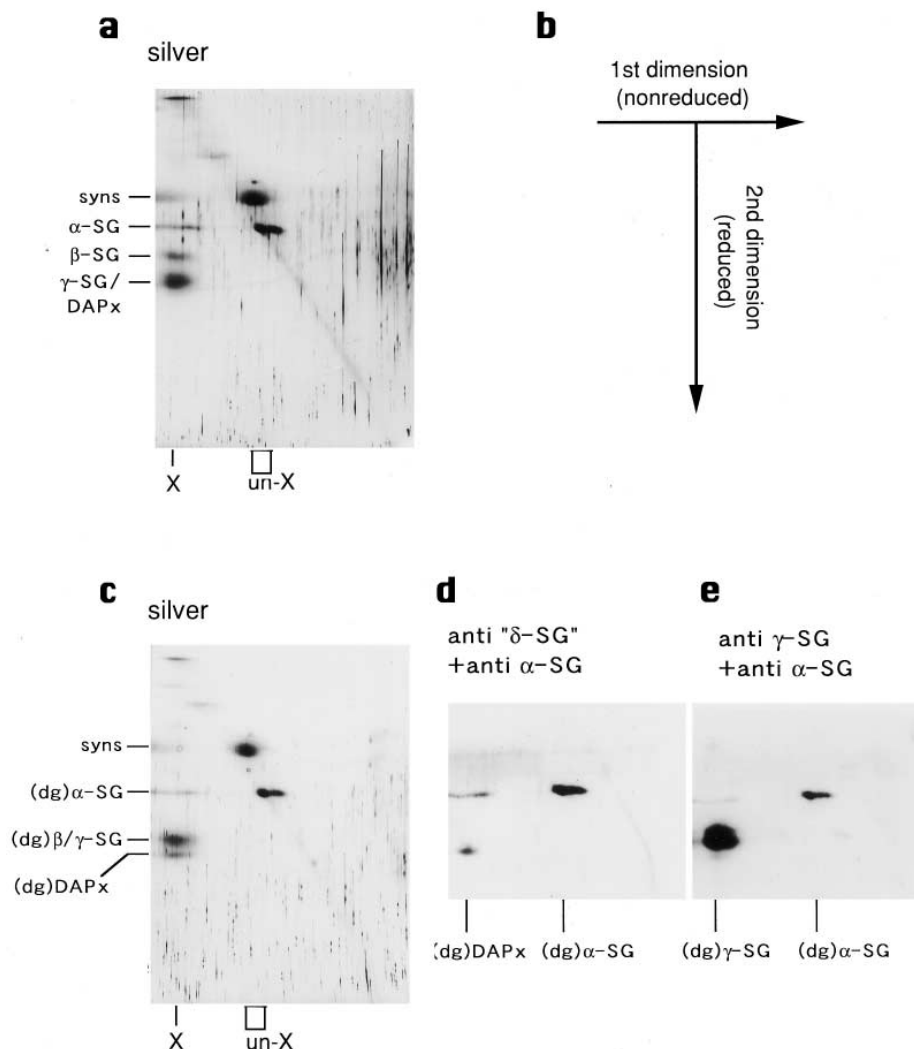 a
silver
syns
α-SG
β-SG
γ-SG/
DAPx
X
un-X
b
1st dimension
(nonreduced)
2nd dimension
(reduced)
c
silver
syns
(dg)α-SG
(dg)β/γ-SG
(dg)DAPx
X
un-X
d
anti "δ-SG"
+anti α-SG
(dg)DAPx
(dg)α-SG
e
anti γ-SG
+anti α-SG
(dg)γ-SG
(dg)α-SG